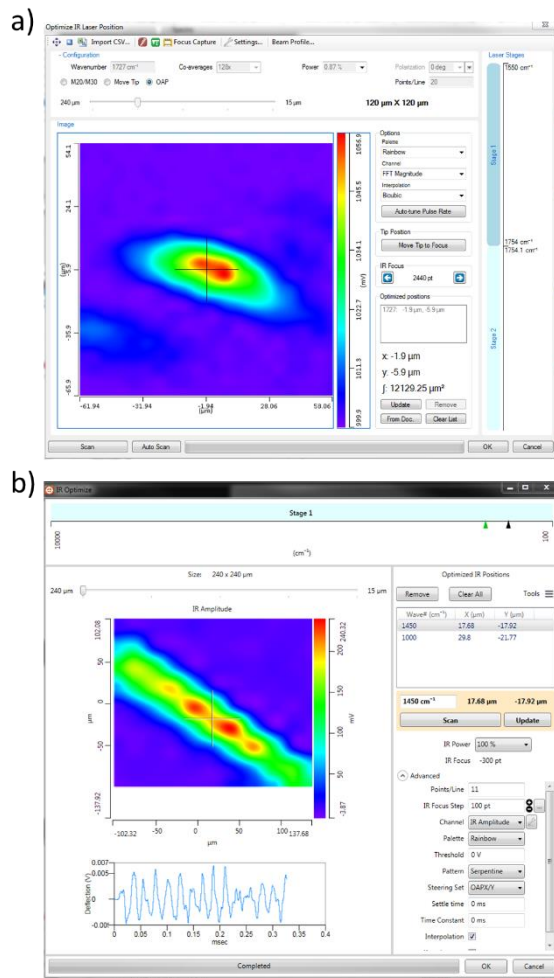 a)
Optimize IR Laser Position
Import CSV... Focus Capture Settings... Beam Profile...
Configuration
Wavenumber 1727 cm⁻¹ Co-averages 128x Power 0.87 % Polarization 0 deg
M20/M30 Move Tip OAP Points/Line 20
240 µm 15 µm 120 µm X 120 µm
Laser Stages
1550 cm⁻¹
Stage 1
1754 cm⁻¹
1754.1 cm⁻¹
Stage 2
Image
54.1
24.1
-5.9
(µm)
-35.9
-65.9
-61.94 -31.94 -1.94 28.06 50.06
(µm)
1056.9
1045.5
1034.1
(mV)
1022.7
1011.3
999.9
Options
Palette
Rainbow
Channel
FFT Magnitude
Interpolation
Bicubic
Auto-tune Pulse Rate
Tip Position
Move Tip to Focus
IR Focus
2440 pt
Optimized positions
1727: -1.9 µm, -5.9 µm
x: -1.9 µm
y: -5.9 µm
∫: 12129.25 µm²
Update Remove
From Doc. Clear List
Scan Auto Scan OK Cancel
b)
IR Optimize
Stage 1
10000 100
(cm⁻¹)
Size: 240 x 240 µm
240 µm 15 µm
IR Amplitude
102.08
50
0
µm
-50
-137.92
-102.32 -50 0 50 100 137.68
µm
240.32
200
150
mV
100
50
-3.87
Deflection (V)
0.007
-0.005
-0.00!
0 0.05 0.1 0.15 0.2 0.25 0.3 0.35 0.4
msec
Optimized IR Positions
Remove Clear All Tools
Wave# (cm⁻¹) X (µm) Y (µm)
1450 17.68 -17.92
1000 29.8 -21.77
1450 cm⁻¹ 17.68 µm -17.92 µm
Scan Update
IR Power 100 %
IR Focus -300 pt
Advanced
Points/Line 11
IR Focus Step 100 pt ...
Channel IR Amplitude
Palette Rainbow
Threshold 0 V
Pattern Serpentine
Steering Set OAPX/Y
Settle time 0 ms
Time Constant 0 ms
Interpolation
Completed OK Cancel